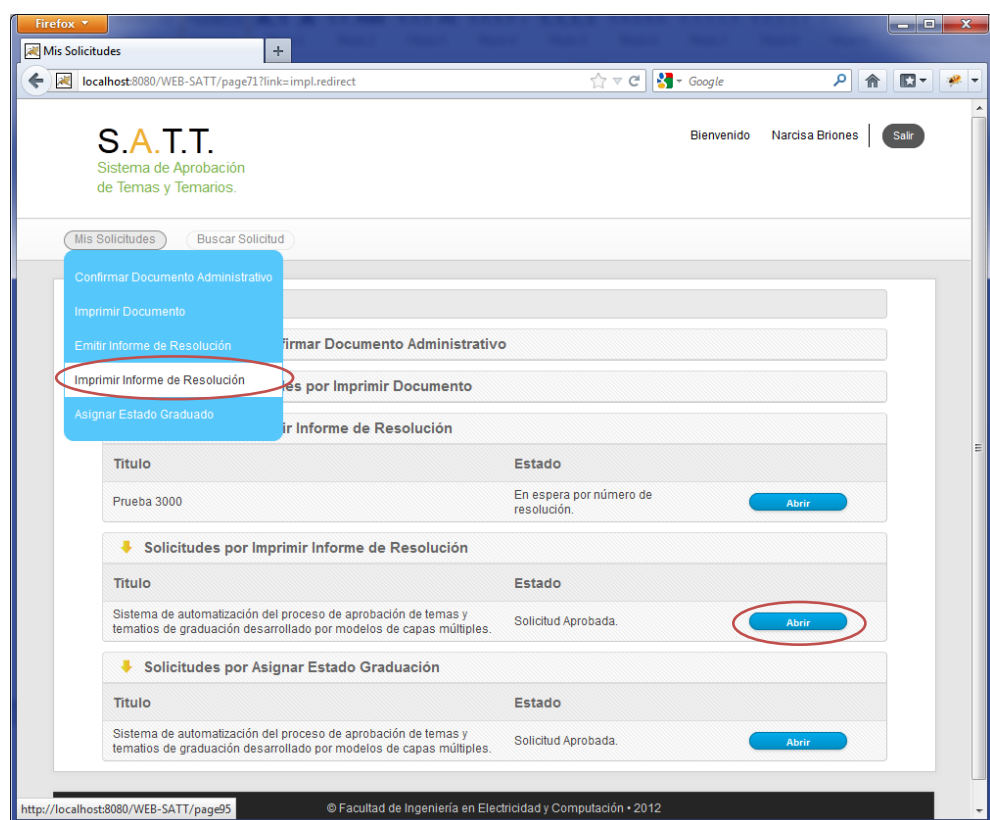 Firefox
Mis Solicitudes
localhost:8080/WEB-SATT/page71?link=impl.redirect
Google
S.A.T.T.
Sistema de Aprobación
de Temas y Temarios.
Bienvenido Narcisa Briones Salir
Mis Solicitudes Buscar Solicitud
Confirmar Documento Administrativo
Imprimir Documento
Emitir Informe de Resolución
Imprimir Informe de Resolución
Asignar Estado Graduado
firmar Documento Administrativo
es por Imprimir Documento
ir Informe de Resolución
Titulo Estado
Prueba 3000
En espera por número de
resolución.
Abrir
Solicitudes por Imprimir Informe de Resolución
Titulo Estado
Sistema de automatización del proceso de aprobación de temas y
tematios de graduación desarrollado por modelos de capas múltiples.
Solicitud Aprobada.
Abrir
Solicitudes por Asignar Estado Graduación
Titulo Estado
Sistema de automatización del proceso de aprobación de temas y
tematios de graduación desarrollado por modelos de capas múltiples.
Solicitud Aprobada.
Abrir
http://localhost:8080/WEB-SATT/page95
© Facultad de Ingeniería en Electricidad y Computación • 2012